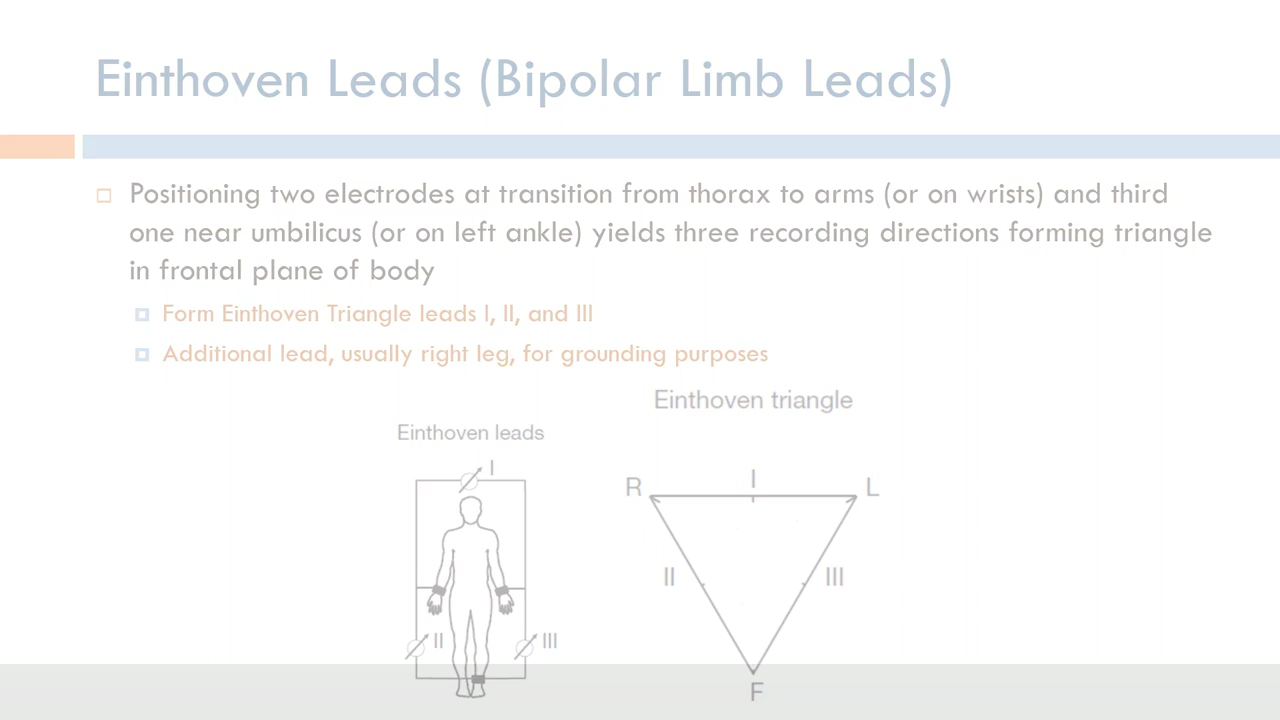 Einthoven Leads (Bipolar Limb Leads)
Positioning two electrodes at transition from thorax to arms (or on wrists) and third
one near umbilicus (or on left ankle) yields three recording directions forming triangle
in frontal plane of body
Form Einthoven Triangle leads I, II, and III
Additional lead, usually right leg, for grounding purposes
Einthoven leads
I
II
III
Einthoven triangle
R
I
L
II
III
F